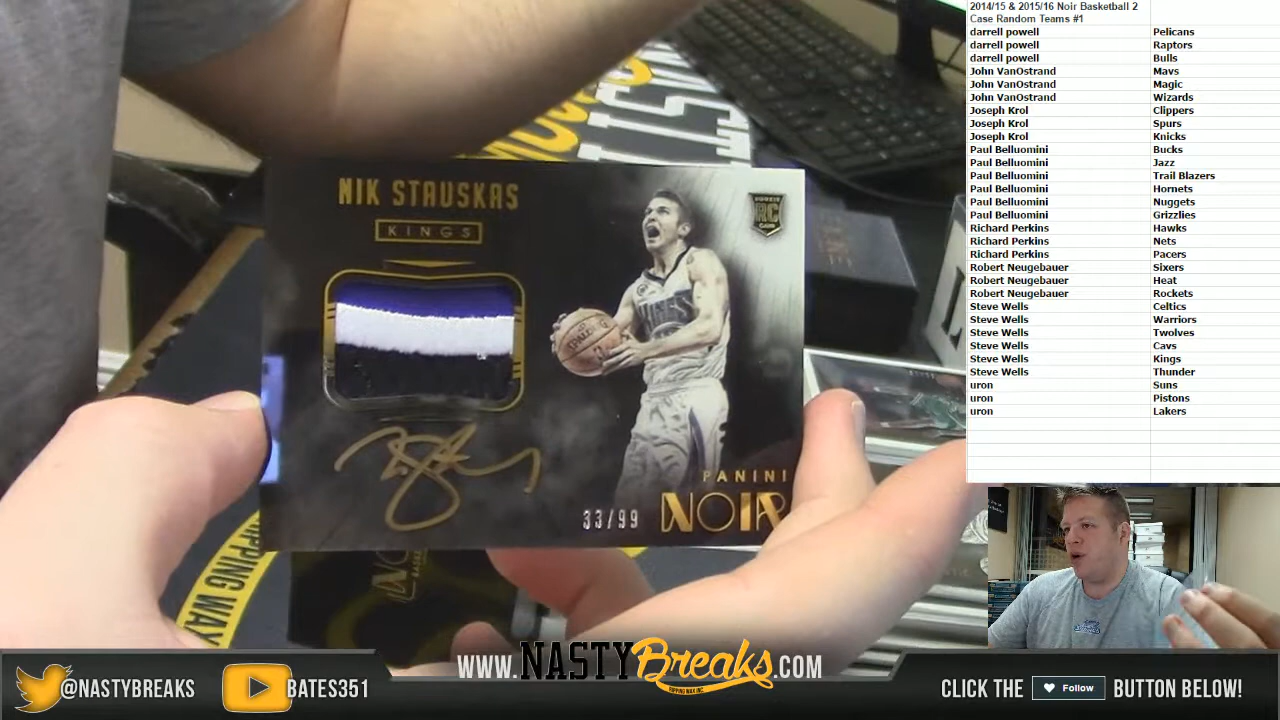 2014/15 & 2015/16 Noir Basketball 2
Case Random Teams #1
darrell powell Pelicans
darrell powell Raptors
darrell powell Bulls
John VanOstrand Mavs
John VanOstrand Magic
John VanOstrand Wizards
Joseph Krol Clippers
Joseph Krol Spurs
Joseph Krol Knicks
Paul Belluomini Bucks
Paul Belluomini Jazz
Paul Belluomini Trail Blazers
Paul Belluomini Hornets
Paul Belluomini Nuggets
Paul Belluomini Grizzlies
Richard Perkins Hawks
Richard Perkins Nets
Richard Perkins Pacers
Robert Neugebauer Sixers
Robert Neugebauer Heat
Robert Neugebauer Rockets
Steve Wells Celtics
Steve Wells Warriors
Steve Wells Twolves
Steve Wells Cavs
Steve Wells Kings
Steve Wells Thunder
uron Suns
uron Pistons
uron Lakers
NIK STAUSKAS
KINGS
RC
PANINI
NOIR
33/99
RIPPING WAX
@NASTYBREAKS
BATES351
WWW.NASTYBreaks.COM
RIPPING WAX INC
CLICK THE Follow BUTTON BELOW!